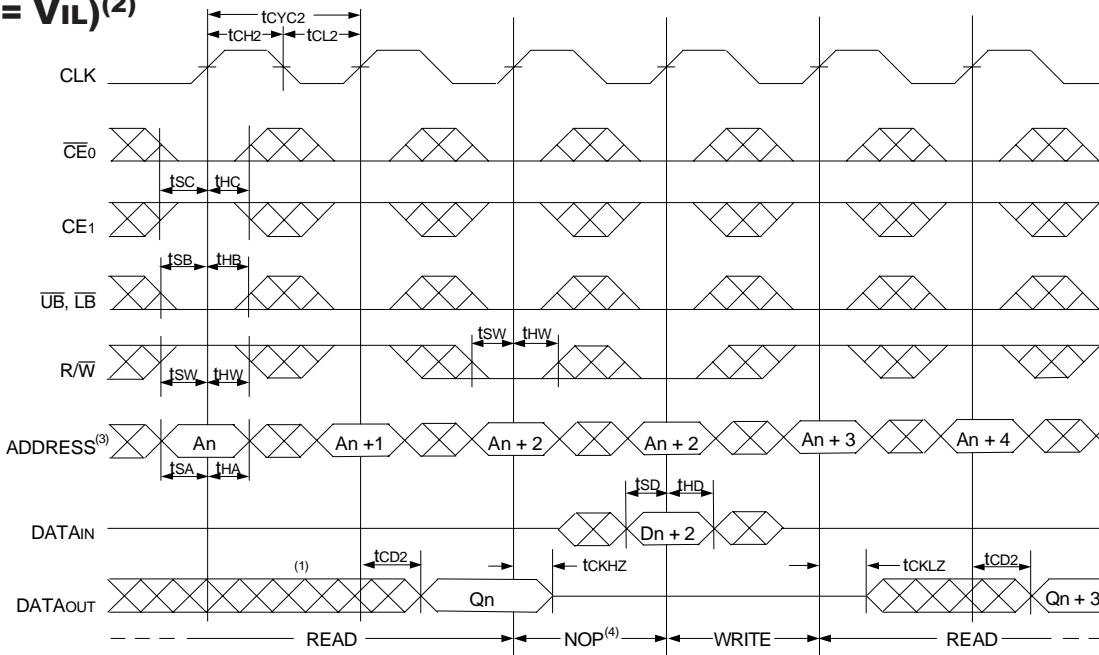 = VIL)(2)
tCYC2
tCH2 tCL2
CLK
CE0
tSC tHC
CE1
tSB tHB
UB, LB
tSW tHW
R/W
tSW tHW
ADDRESS(3) An An +1 An + 2 An + 2 An + 3 An + 4
tSA tHA
tSD tHD
DATAIN Dn + 2
tCD2 tCKHZ tCKLZ tCD2
(1)
DATAOUT Qn Qn + 3
READ NOP(4) WRITE READ